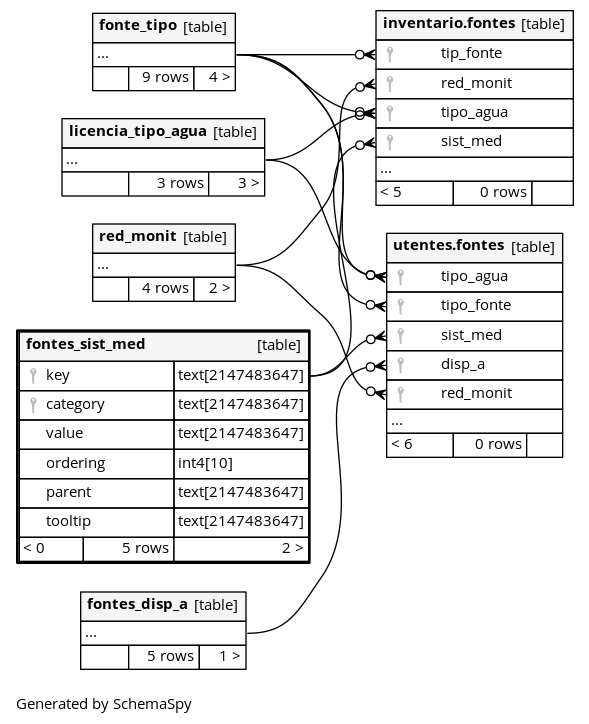 fonte_tipo [table]
...
9 rows 4 >
licencia_tipo_agua [table]
...
3 rows 3 >
red_monit [table]
...
4 rows 2 >
fontes_sist_med [table]
key text[2147483647]
category text[2147483647]
value text[2147483647]
ordering int4[10]
parent text[2147483647]
tooltip text[2147483647]
< 0 5 rows 2 >
fontes_disp_a [table]
...
5 rows 1 >
inventario.fontes [table]
tip_fonte
red_monit
tipo_agua
sist_med
...
< 5 0 rows
utentes.fontes [table]
tipo_agua
tipo_fonte
sist_med
disp_a
red_monit
...
< 6 0 rows
Generated by SchemaSpy